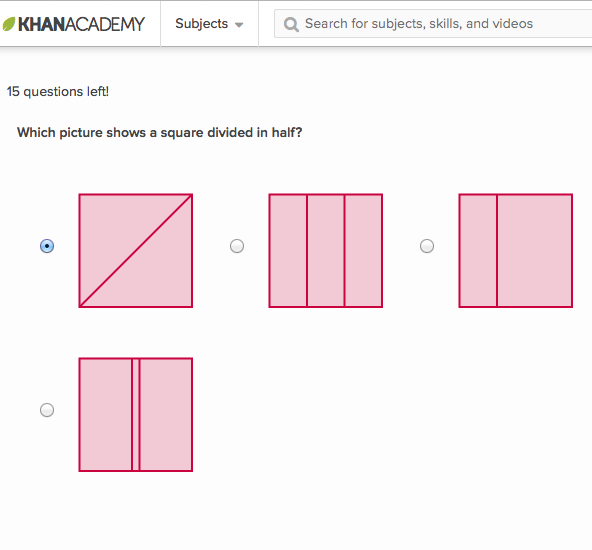 KHANACADEMY Subjects Search for subjects, skills, and videos
15 questions left!
Which picture shows a square divided in half?